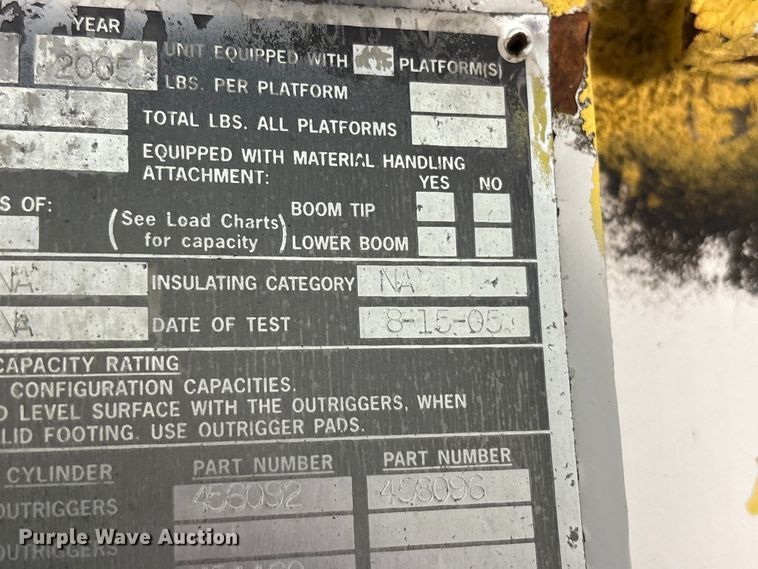 YEAR
2005 UNIT EQUIPPED WITH PLATFORM(S)
LBS. PER PLATFORM
TOTAL LBS. ALL PLATFORMS
EQUIPPED WITH MATERIAL HANDLING
ATTACHMENT: YES NO
S OF: (See Load Charts BOOM TIP
for capacity) LOWER BOOM
NA INSULATING CATEGORY NA
NA DATE OF TEST 8-15-05
CAPACITY RATING
CONFIGURATION CAPACITIES.
D LEVEL SURFACE WITH THE OUTRIGGERS, WHEN
LID FOOTING. USE OUTRIGGER PADS.
CYLINDER PART NUMBER PART NUMBER
OUTRIGGERS 456092 456096
OUTRIGGERS
Purple Wave Auction